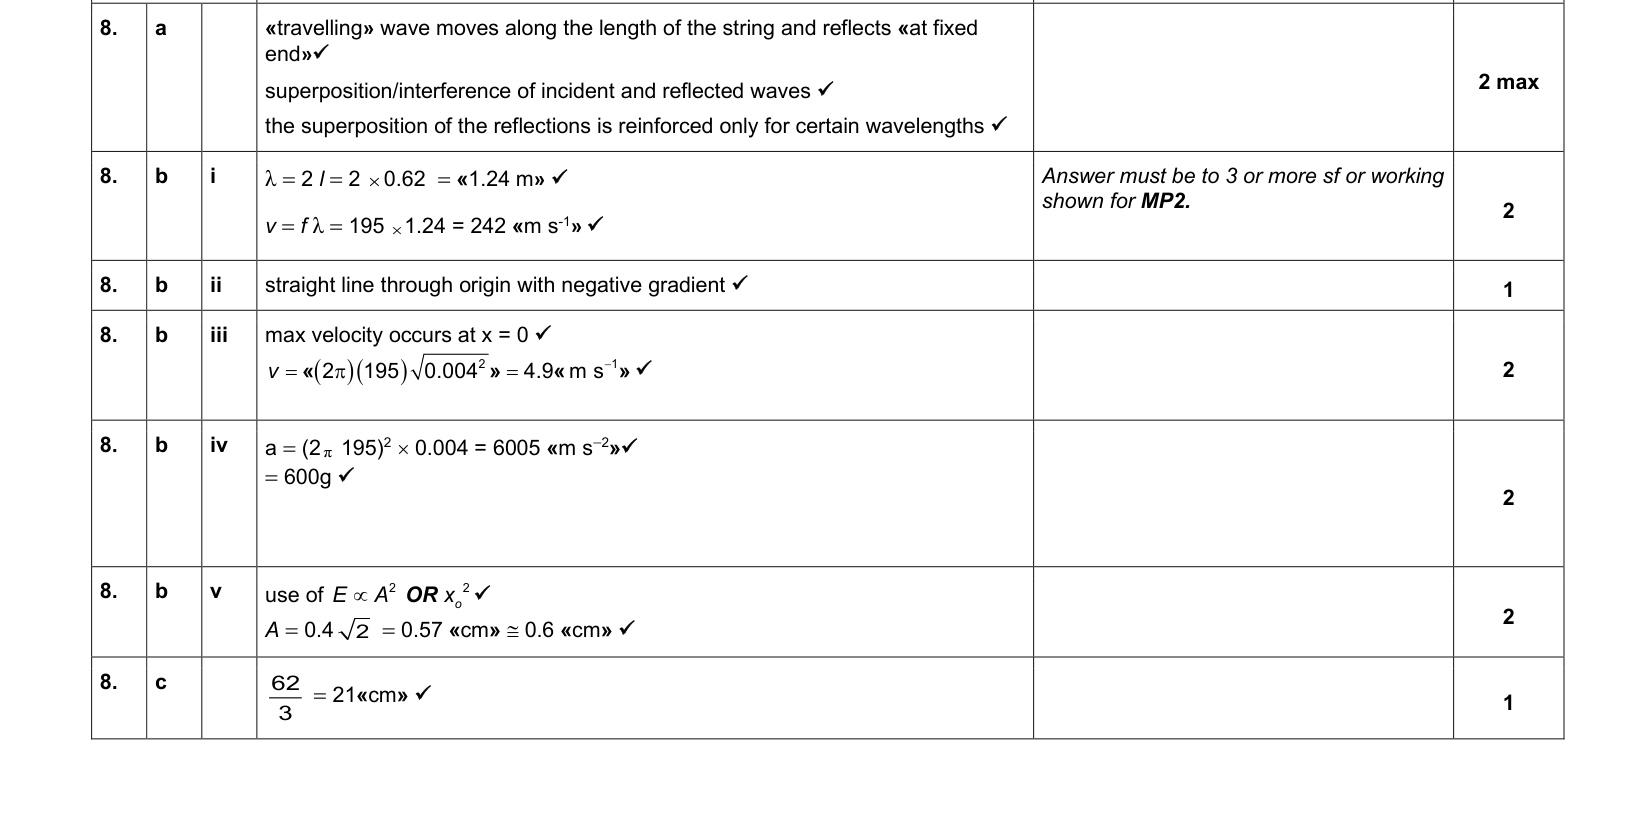 8. a «travelling» wave moves along the length of the string and reflects «at fixed
end»✓
superposition/interference of incident and reflected waves ✓
the superposition of the reflections is reinforced only for certain wavelengths ✓
2 max
8. b i λ = 2 l = 2 × 0.62 = «1.24 m» ✓
v = f λ = 195 × 1.24 = 242 «m s⁻¹» ✓
Answer must be to 3 or more sf or working
shown for MP2.
2
8. b ii straight line through origin with negative gradient ✓
1
8. b iii max velocity occurs at x = 0 ✓
v = «(2π)(195)√0.004²» = 4.9« m s⁻¹» ✓
2
8. b iv a = (2π 195)² × 0.004 = 6005 «m s⁻²»✓
= 600g ✓
2
8. b v use of E ∝ A² OR xₒ² ✓
A = 0.4 √2 = 0.57 «cm» ≅ 0.6 «cm» ✓
2
8. c 62/3 = 21«cm» ✓
1